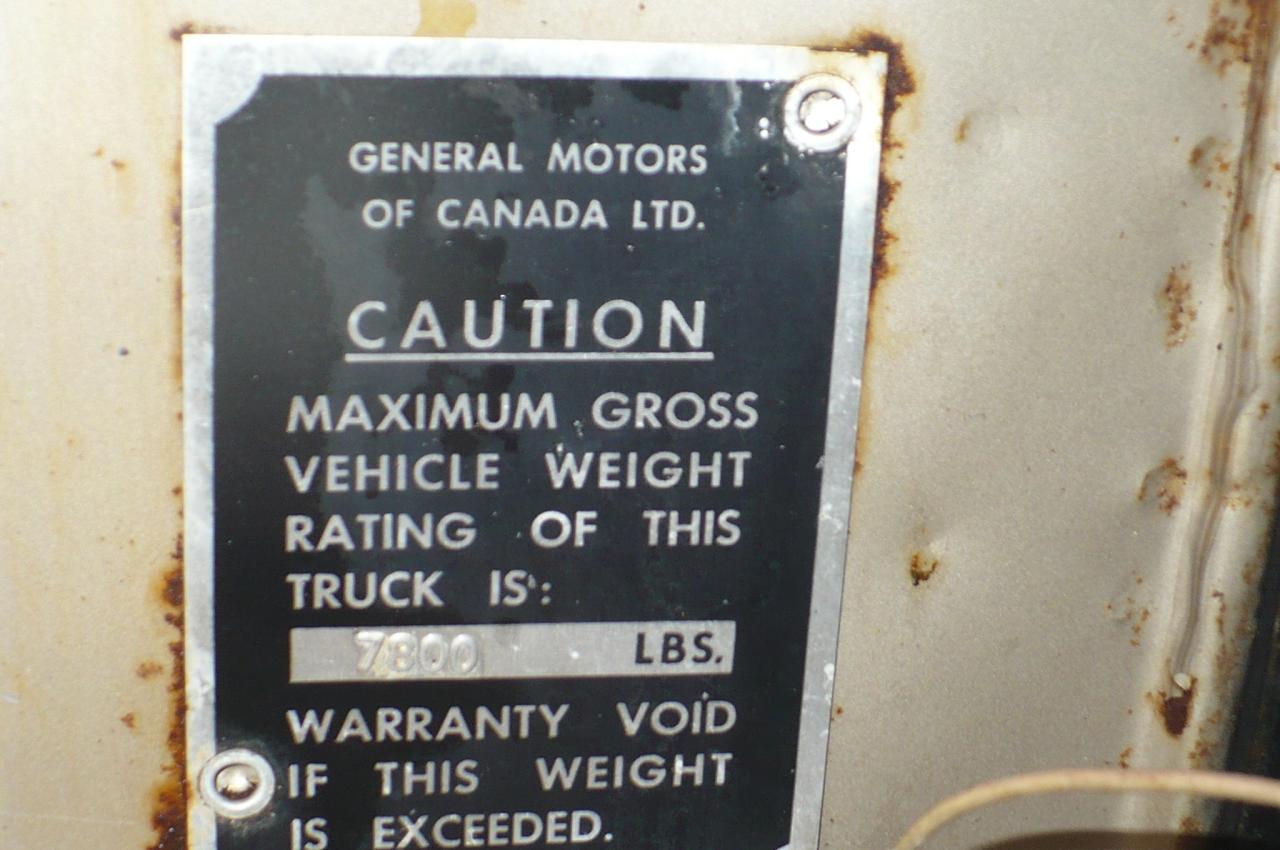 GENERAL MOTORS
OF CANADA LTD.
CAUTION
MAXIMUM GROSS
VEHICLE WEIGHT
RATING OF THIS
TRUCK IS:
7800 LBS.
WARRANTY VOID
IF THIS WEIGHT
IS EXCEEDED.